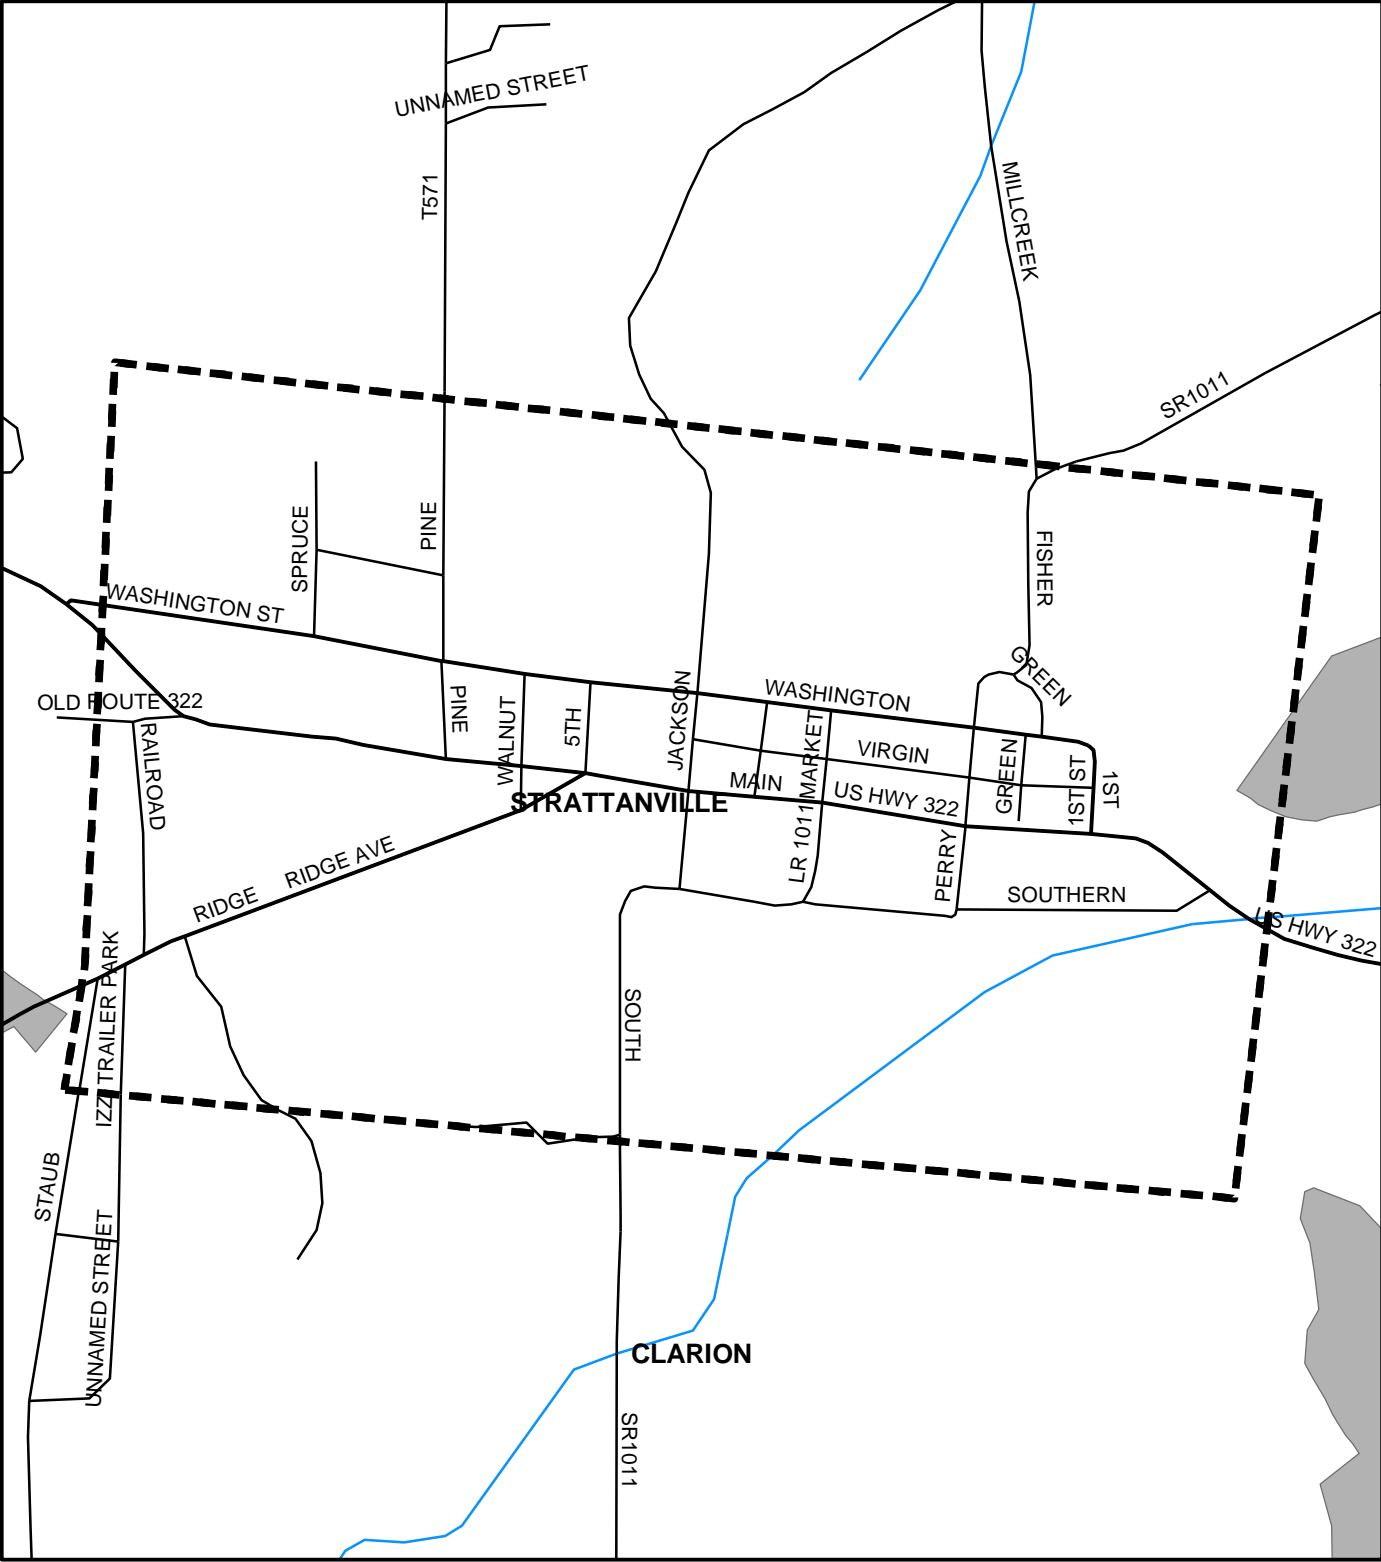 UNNAMED STREET
T571
MILLCREEK
SR1011
SPRUCE
PINE
FISHER
WASHINGTON ST
GREEN
OLD ROUTE 322
PINE
WALNUT
5TH
JACKSON
WASHINGTON
RAILROAD
VIRGIN
GREEN
1ST ST
1ST
MAIN
LR 1011 MARKET
US HWY 322
STRATTANVILLE
RIDGE
RIDGE AVE
PERRY
SOUTHERN
US HWY 322
IZZI TRAILER PARK
SOUTH
STAUB
UNNAMED STREET
CLARION
SR1011